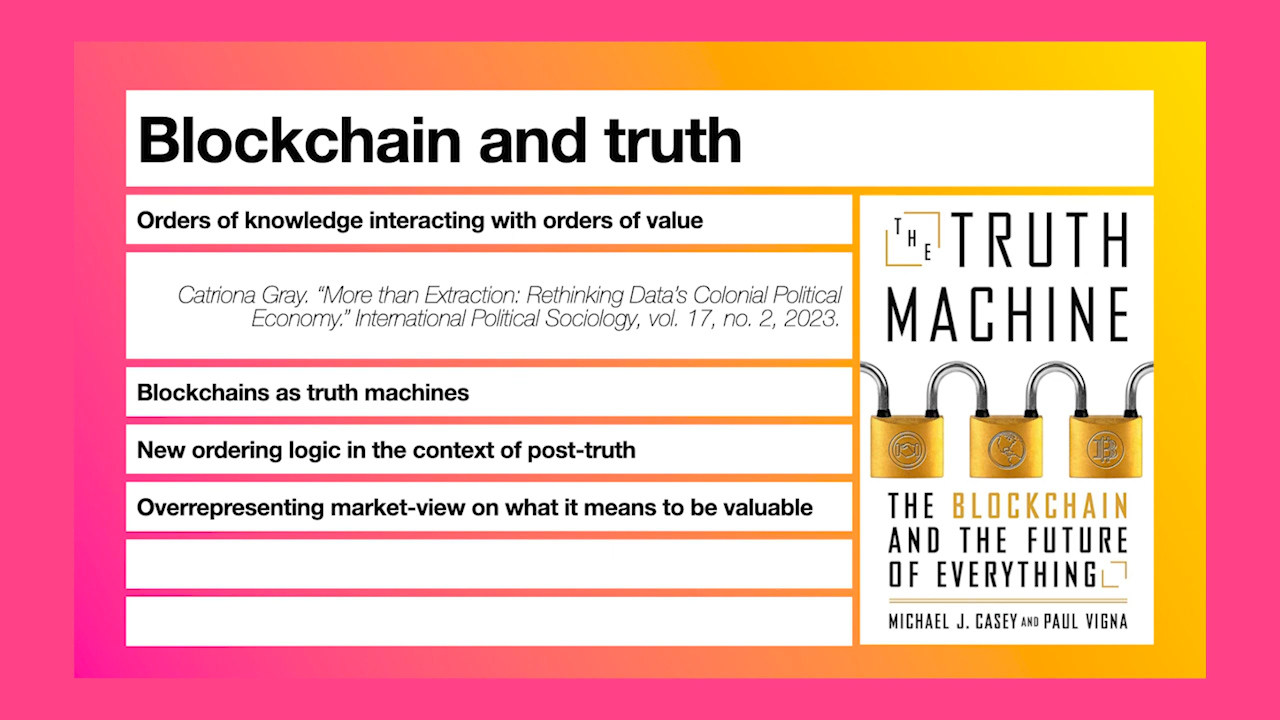 Blockchain and truth
Orders of knowledge interacting with orders of value
Catriona Gray. “More than Extraction: Rethinking Data’s Colonial Political
Economy.” International Political Sociology, vol. 17, no. 2, 2023.
Blockchains as truth machines
New ordering logic in the context of post-truth
Overrepresenting market-view on what it means to be valuable
THE TRUTH
MACHINE
THE BLOCKCHAIN
AND THE FUTURE
OF EVERYTHING
MICHAEL J. CASEY AND PAUL VIGNA